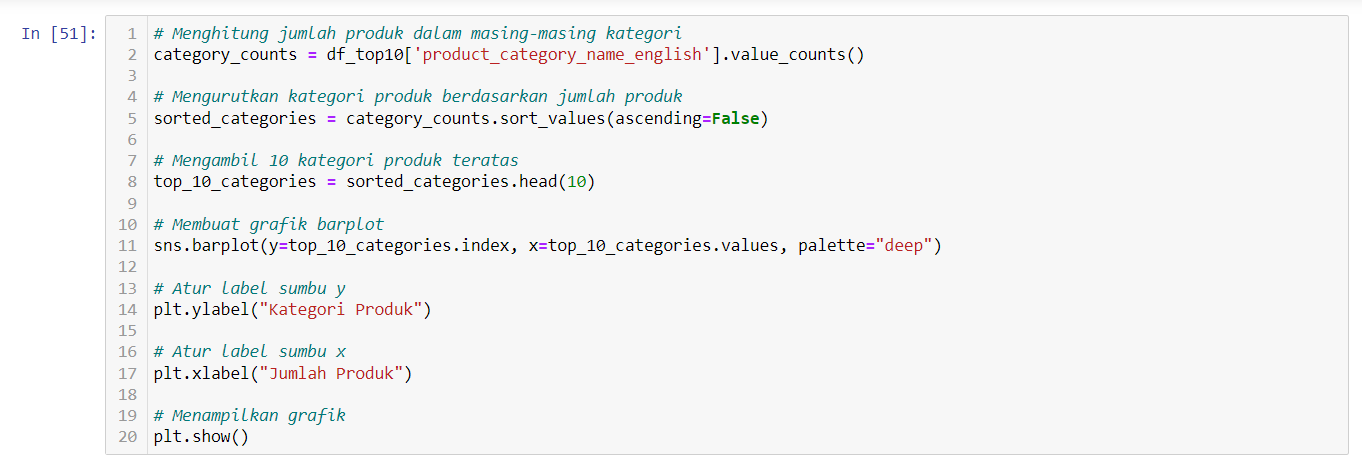 In [51]:
1 # Menghitung jumlah produk dalam masing-masing kategori
2 category_counts = df_top10['product_category_name_english'].value_counts()
3
4 # Mengurutkan kategori produk berdasarkan jumlah produk
5 sorted_categories = category_counts.sort_values(ascending=False)
6
7 # Mengambil 10 kategori produk teratas
8 top_10_categories = sorted_categories.head(10)
9
10 # Membuat grafik barplot
11 sns.barplot(y=top_10_categories.index, x=top_10_categories.values, palette="deep")
12
13 # Atur label sumbu y
14 plt.ylabel("Kategori Produk")
15
16 # Atur label sumbu x
17 plt.xlabel("Jumlah Produk")
18
19 # Menampilkan grafik
20 plt.show()